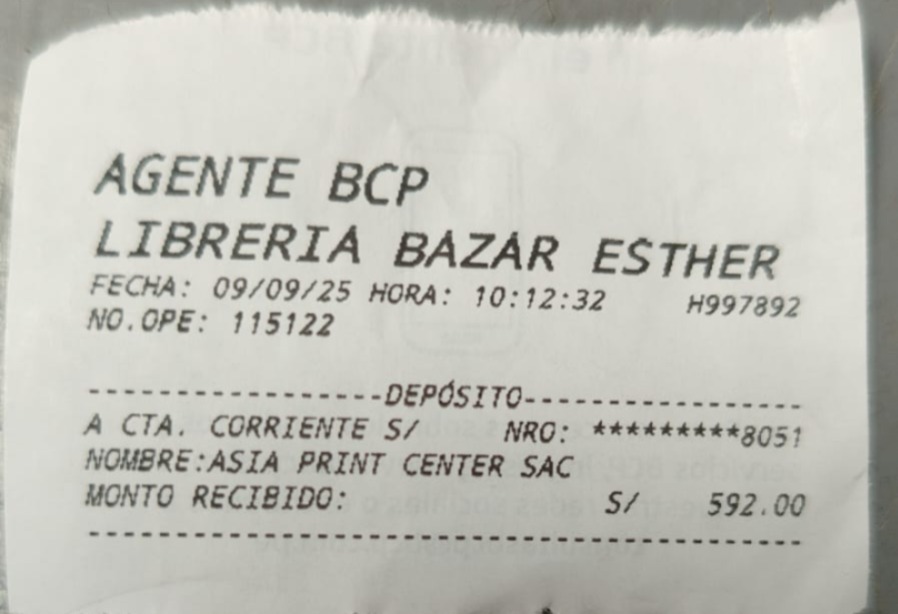 AGENTE BCP
LIBRERIA BAZAR ESTHER
FECHA: 09/09/25 HORA: 10:12:32 H997892
NO.OPE: 115122
------------------DEPÓSITO-----------------
A CTA. CORRIENTE S/ NRO: *********8051
NOMBRE:ASIA PRINT CENTER SAC
MONTO RECIBIDO: S/ 592.00
-------------------------------------------